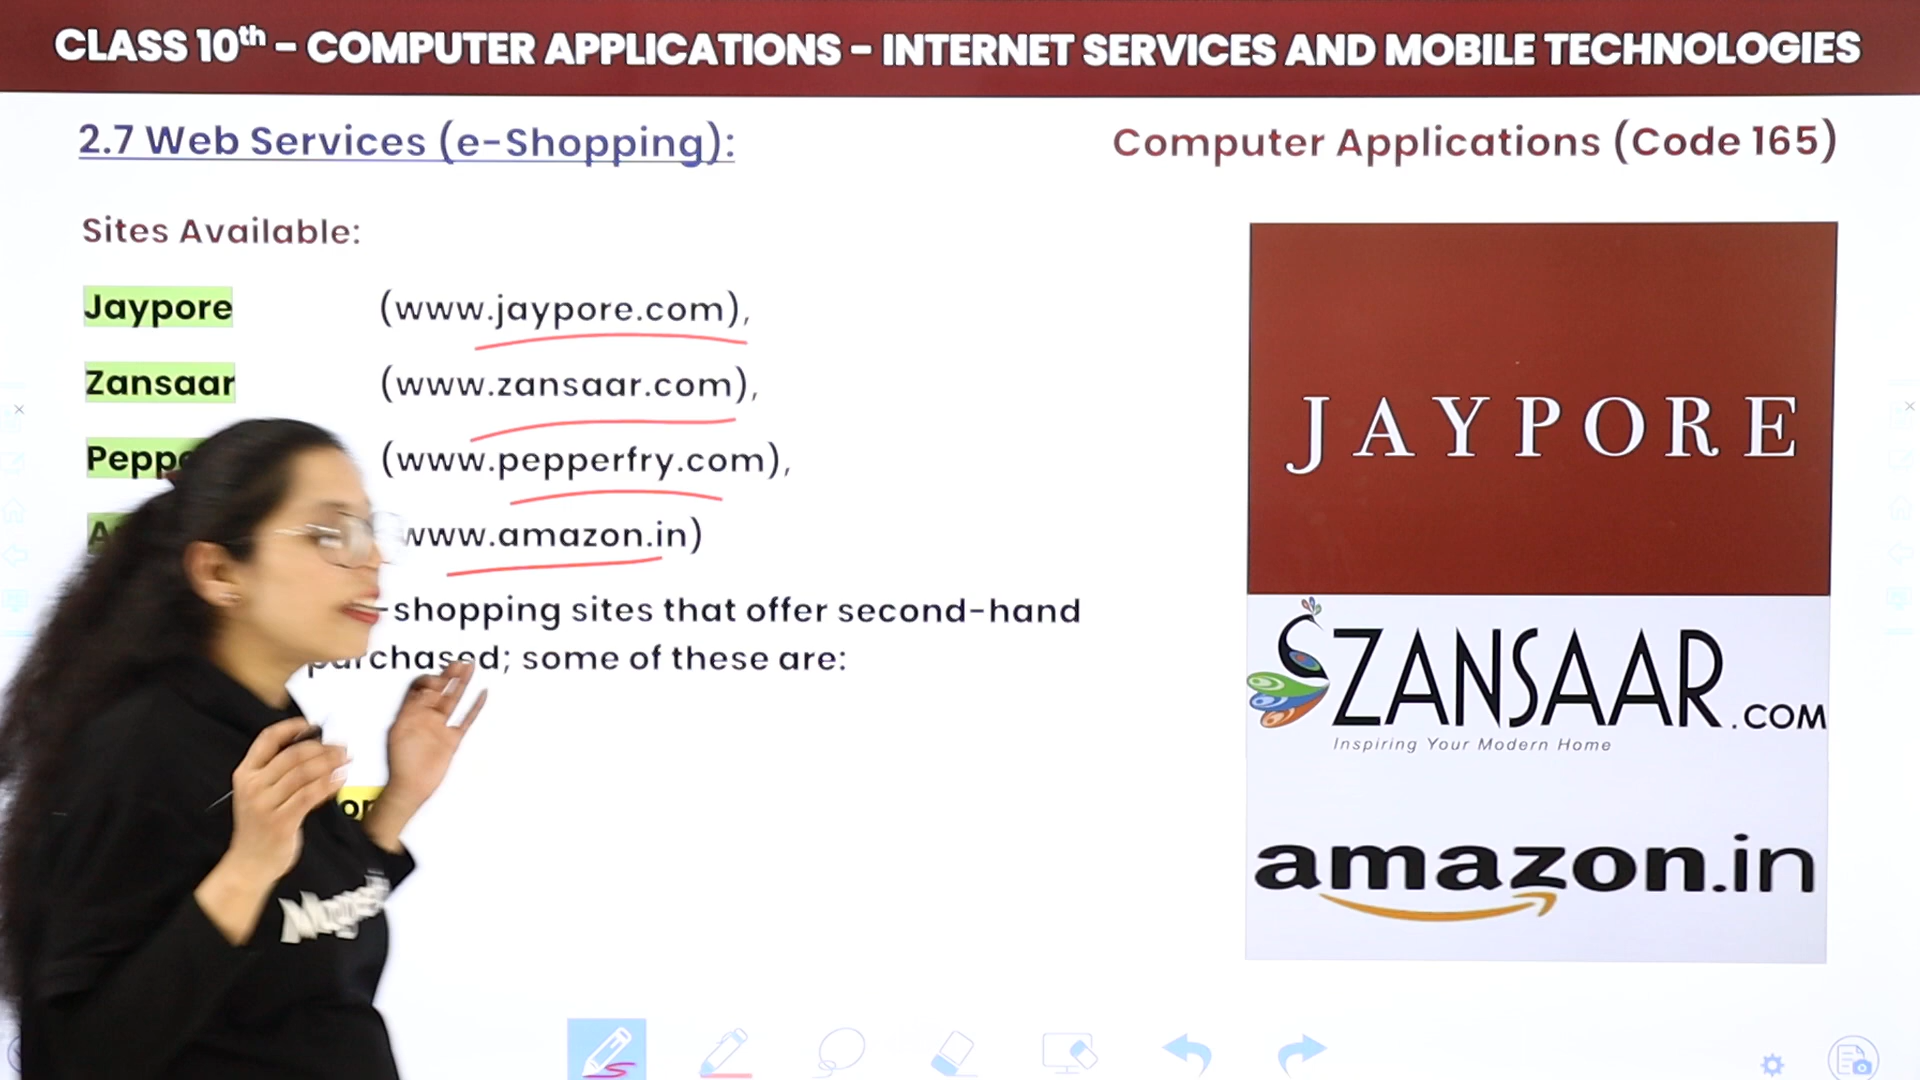 CLASS 10th – COMPUTER APPLICATIONS – INTERNET SERVICES AND MOBILE TECHNOLOGIES
2.7 Web Services (e-Shopping):
Computer Applications (Code 165)
Sites Available:
Jaypore (www.jaypore.com),
Zansaar (www.zansaar.com),
(www.pepperfry.com),
www.amazon.in)
-shopping sites that offer second-hand
purchased; some of these are:
JAYPORE
ZANSAAR.COM
Inspiring Your Modern Home
amazon.in